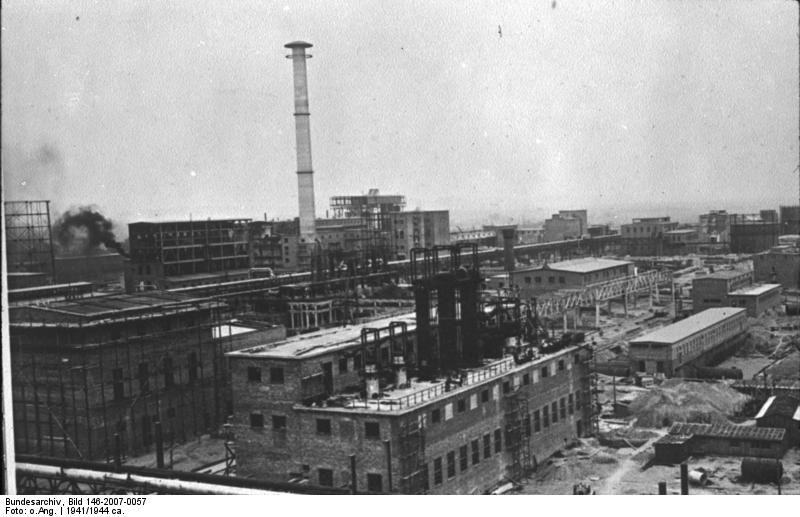 Bundesarchiv, Bild 146-2007-0057
Foto: o.Ang. | 1941/1944 ca.